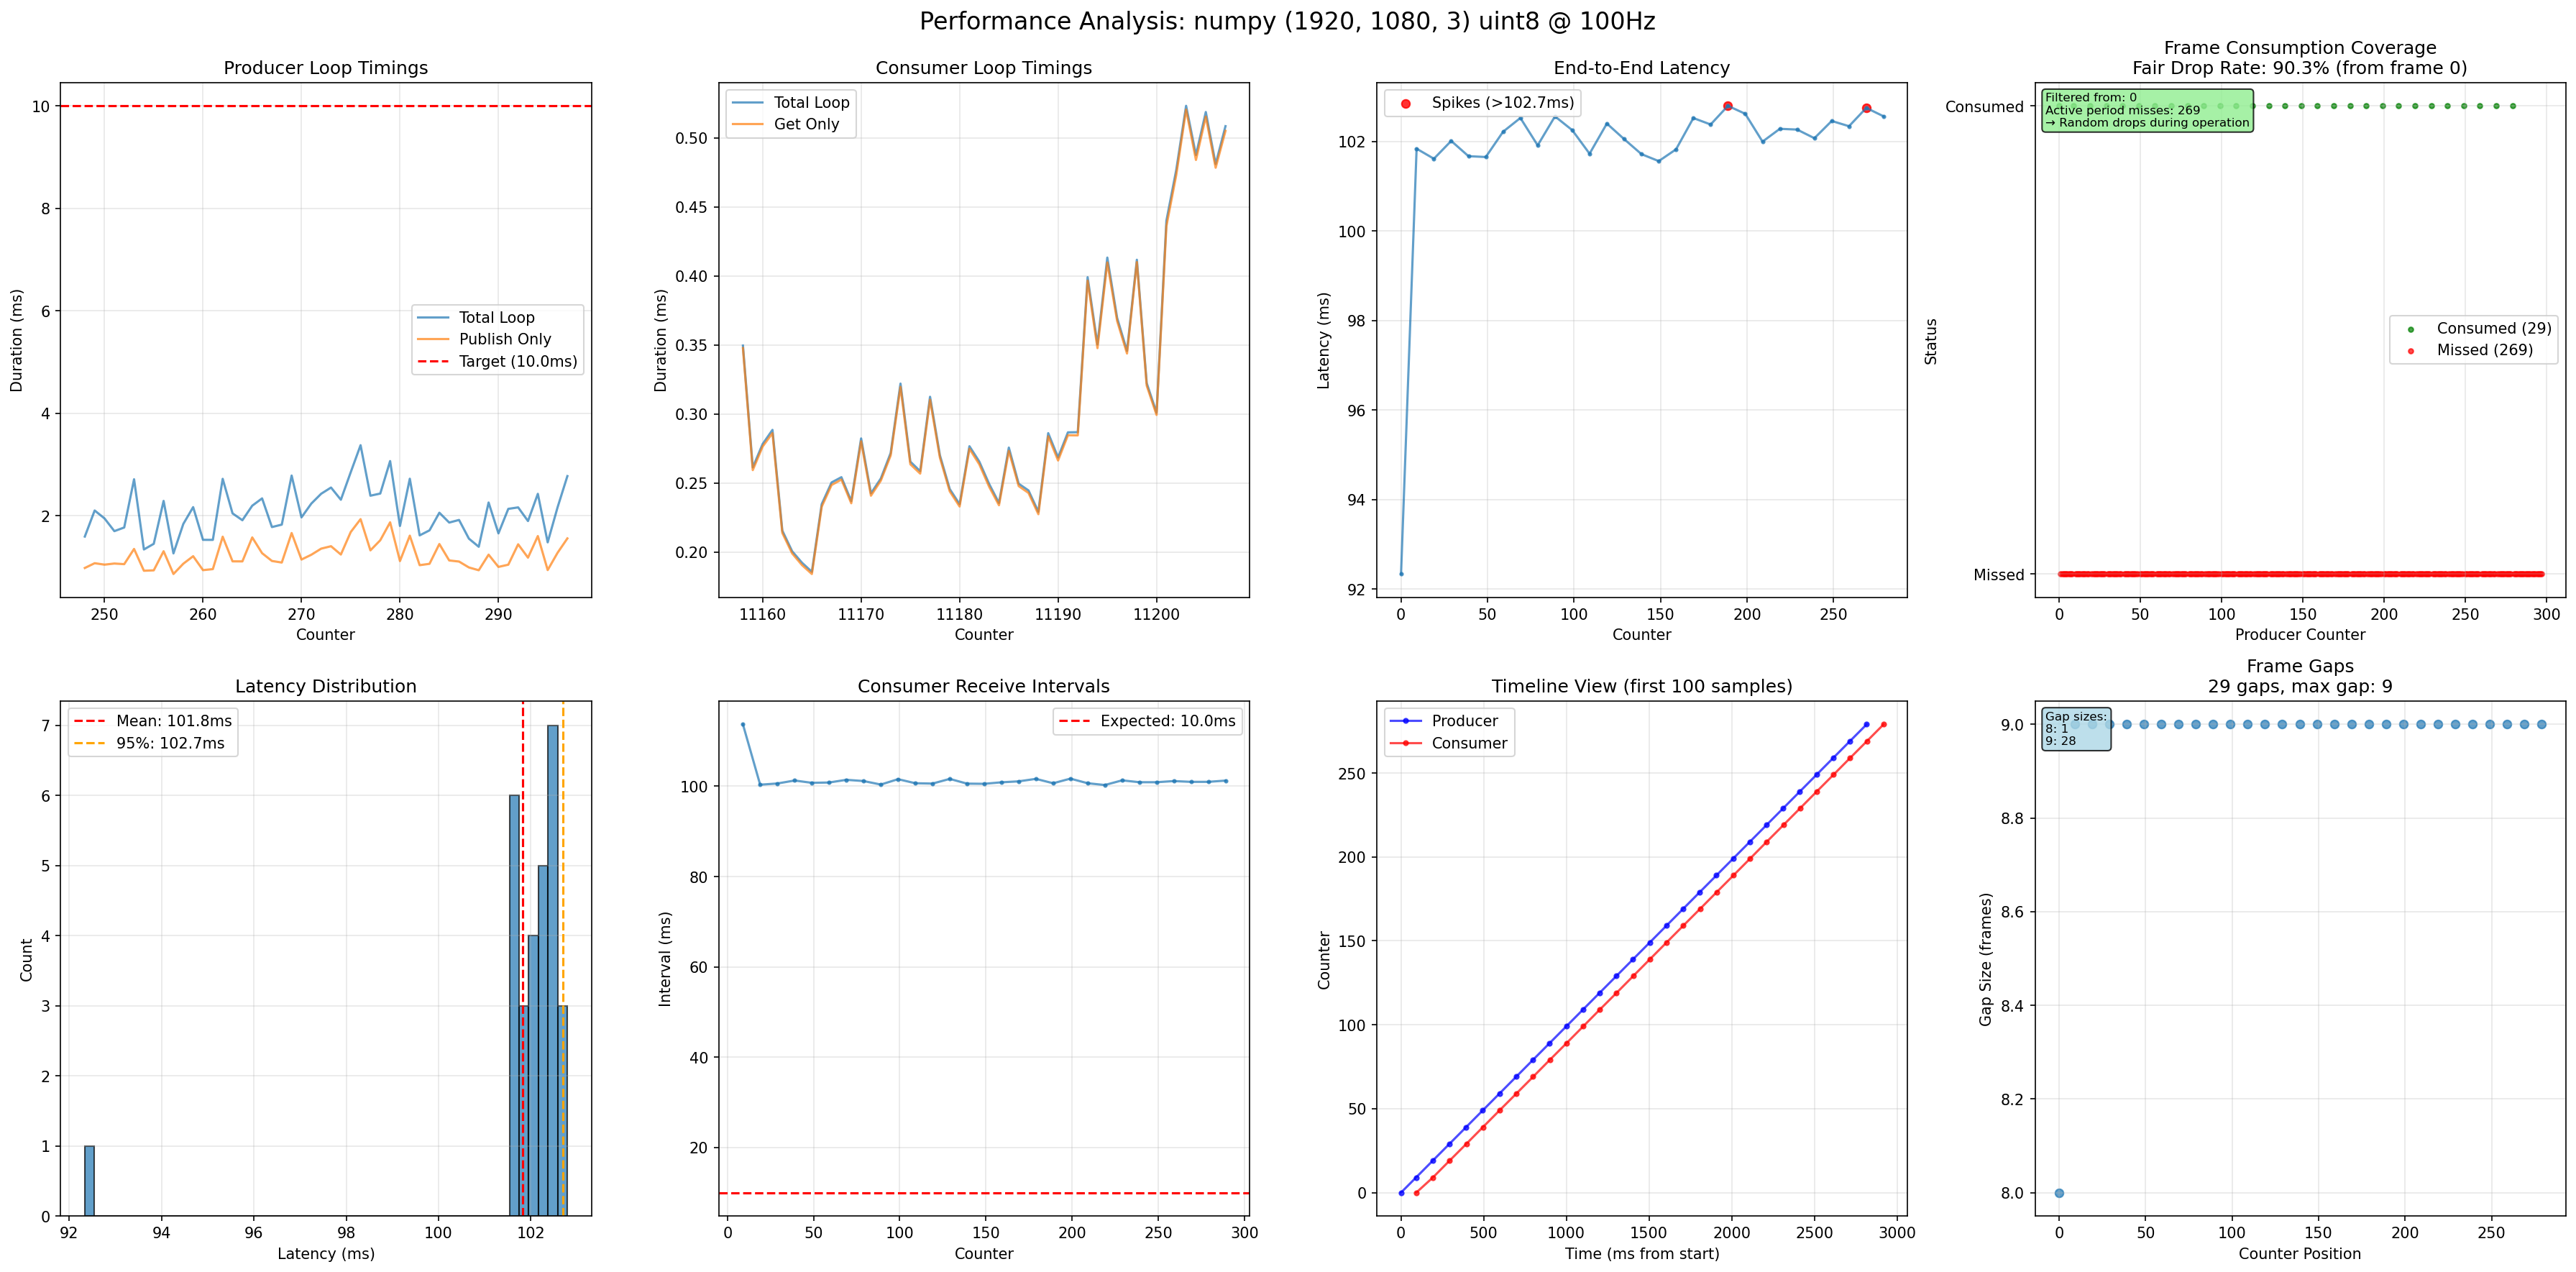 Performance Analysis: numpy (1920, 1080, 3) uint8 @ 100Hz
Producer Loop Timings
Duration (ms)
10
8
6
4
2
Total Loop
Publish Only
Target (10.0ms)
250
260
270
280
290
Counter
Consumer Loop Timings
Duration (ms)
0.50
0.45
0.40
0.35
0.30
0.25
0.20
Total Loop
Get Only
11160
11170
11180
11190
11200
Counter
End-to-End Latency
Latency (ms)
102
100
98
96
94
92
Spikes (>102.7ms)
0
50
100
150
200
250
Counter
Frame Consumption Coverage
Fair Drop Rate: 90.3% (from frame 0)
Status
Consumed
Missed
Filtered from: 0
Active period misses: 269
→ Random drops during operation
Consumed (29)
Missed (269)
0
50
100
150
200
250
300
Producer Counter
Latency Distribution
Count
7
6
5
4
3
2
1
0
Mean: 101.8ms
95%: 102.7ms
92
94
96
98
100
102
Latency (ms)
Consumer Receive Intervals
Interval (ms)
100
80
60
40
20
Expected: 10.0ms
0
50
100
150
200
250
300
Counter
Timeline View (first 100 samples)
Counter
250
200
150
100
50
0
Producer
Consumer
0
500
1000
1500
2000
2500
3000
Time (ms from start)
Frame Gaps
29 gaps, max gap: 9
Gap Size (frames)
9.0
8.8
8.6
8.4
8.2
8.0
Gap sizes:
8: 1
9: 28
0
50
100
150
200
250
Counter Position